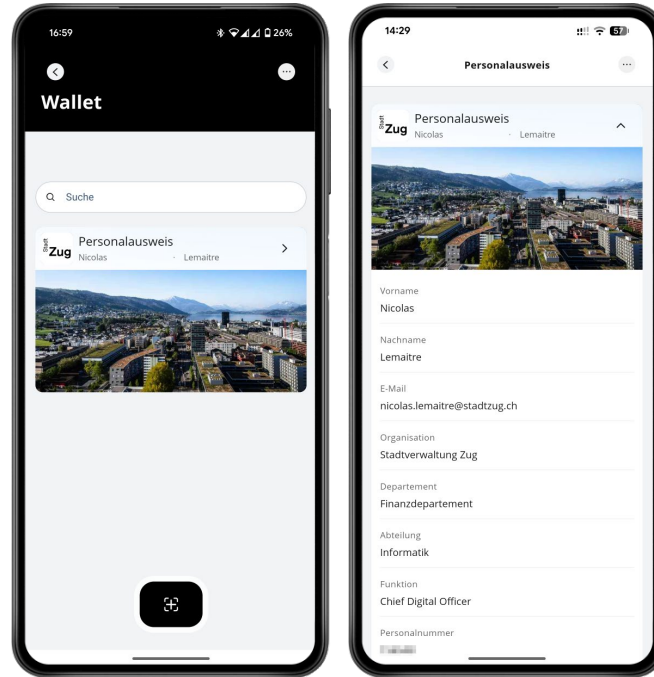 16:59
26%
Wallet
Suche
Stadt Zug
Personalausweis
Nicolas · Lemaitre
14:29
57
Personalausweis
Stadt Zug
Personalausweis
Nicolas · Lemaitre
Vorname
Nicolas
Nachname
Lemaitre
E-Mail
nicolas.lemaitre@stadtzug.ch
Organisation
Stadtverwaltung Zug
Departement
Finanzdepartement
Abteilung
Informatik
Funktion
Chief Digital Officer
Personalnummer